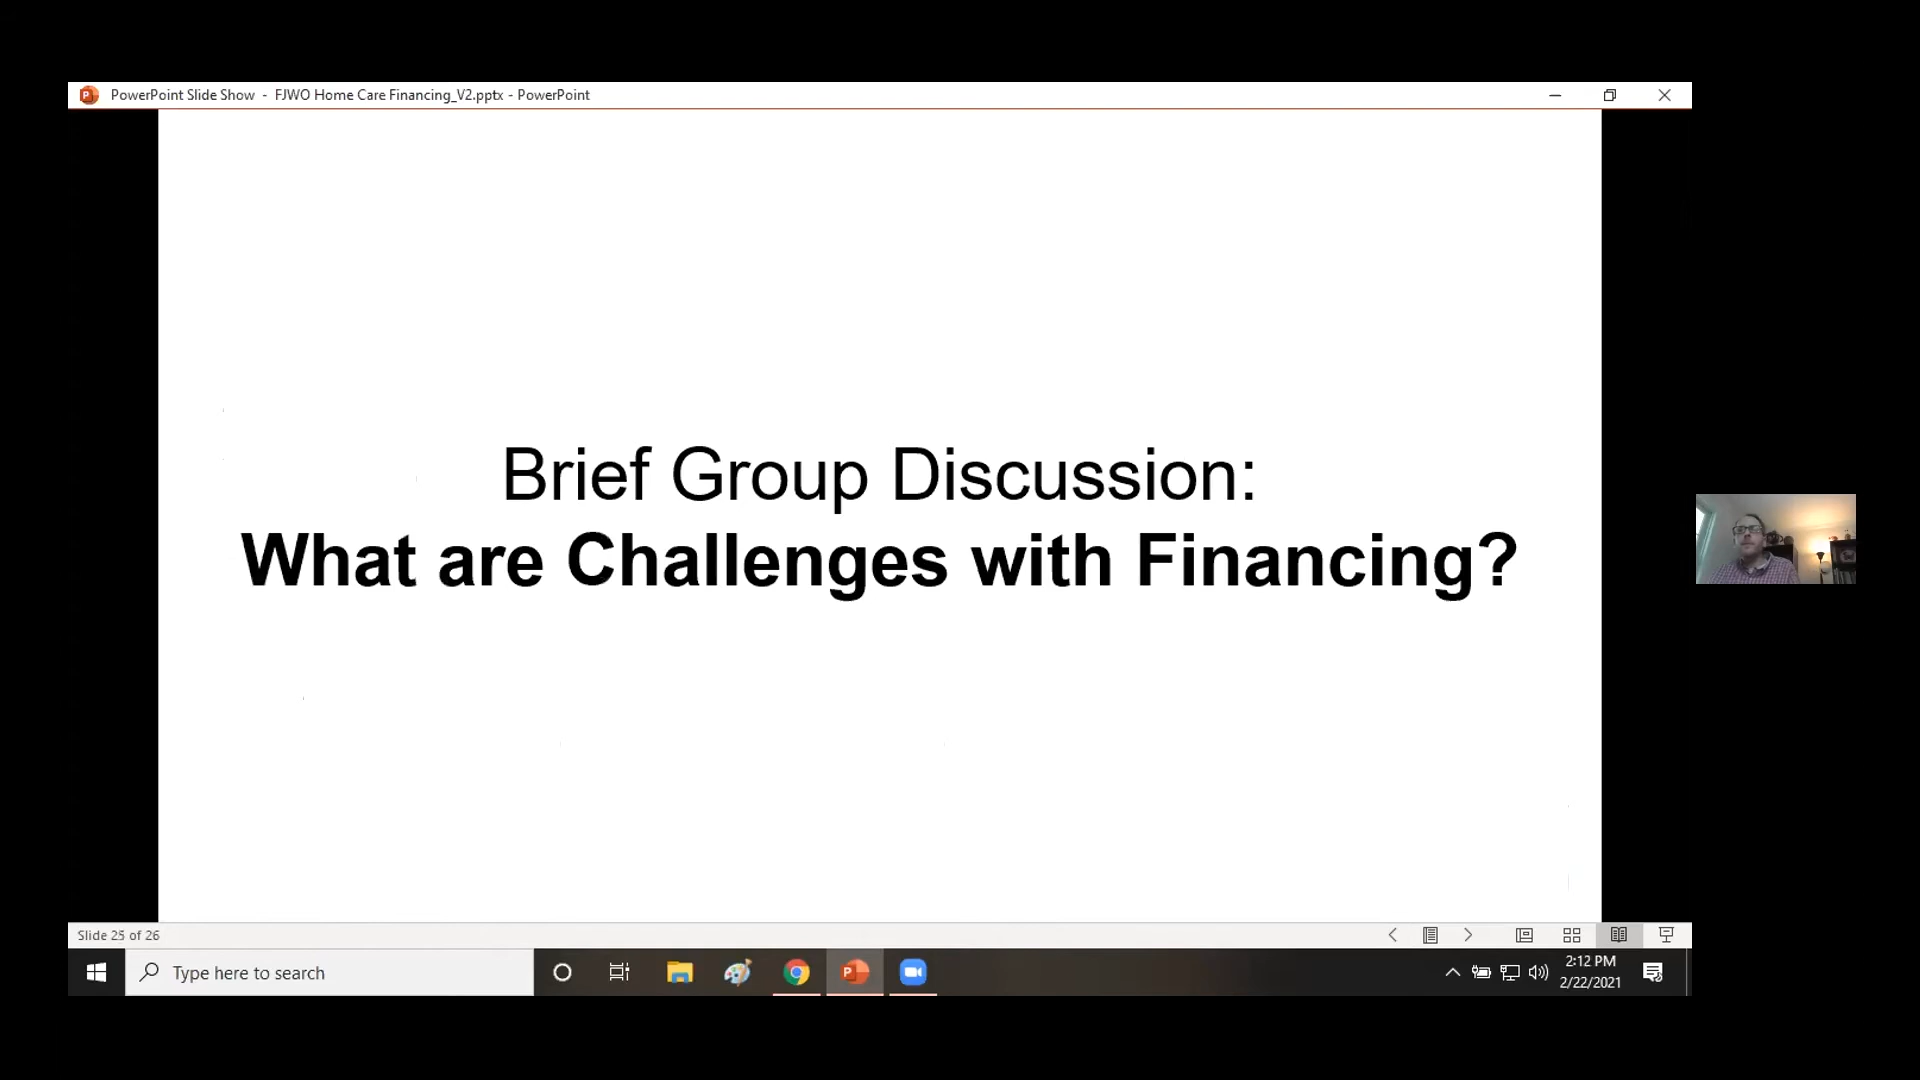 PowerPoint Slide Show - FJWO Home Care Financing_V2.pptx - PowerPoint
Brief Group Discussion:
What are Challenges with Financing?
Slide 25 of 26
Type here to search
2:12 PM
2/22/2021